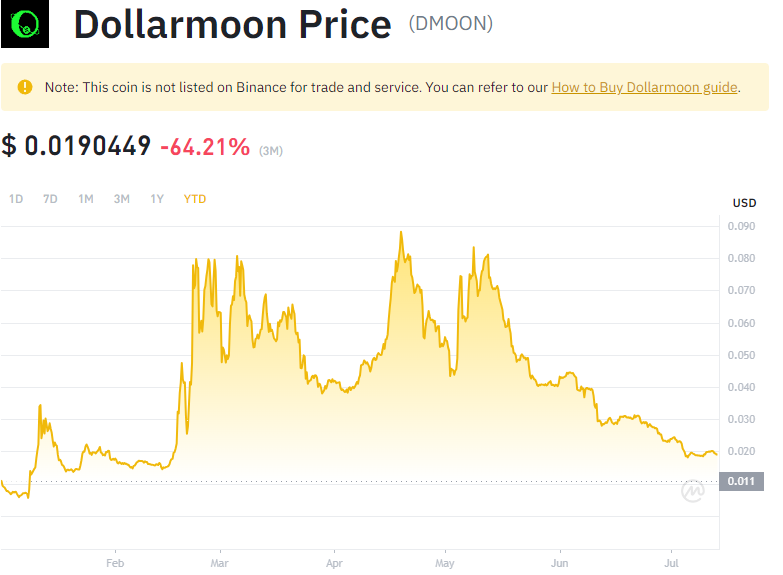 Dollarmoon Price (DMOON)
Note: This coin is not listed on Binance for trade and service. You can refer to our How to Buy Dollarmoon guide.
$ 0.0190449 -64.21% (3M)
1D 7D 1M 3M 1Y YTD
USD
0.090
0.080
0.070
0.060
0.050
0.040
0.030
0.020
0.011
Feb Mar Apr May Jun Jul